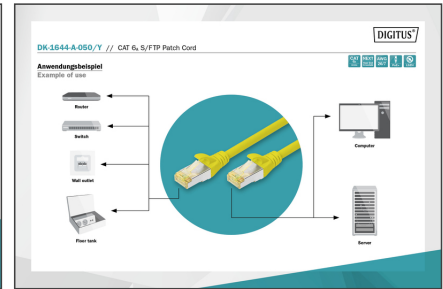 DIGITUS®
DK-1644-A-050/Y // CAT 6A S/FTP Patch Cord
Anwendungsbeispiel
Example of use
Router
Switch
Wall outlet
Floor tank
Computer
Server